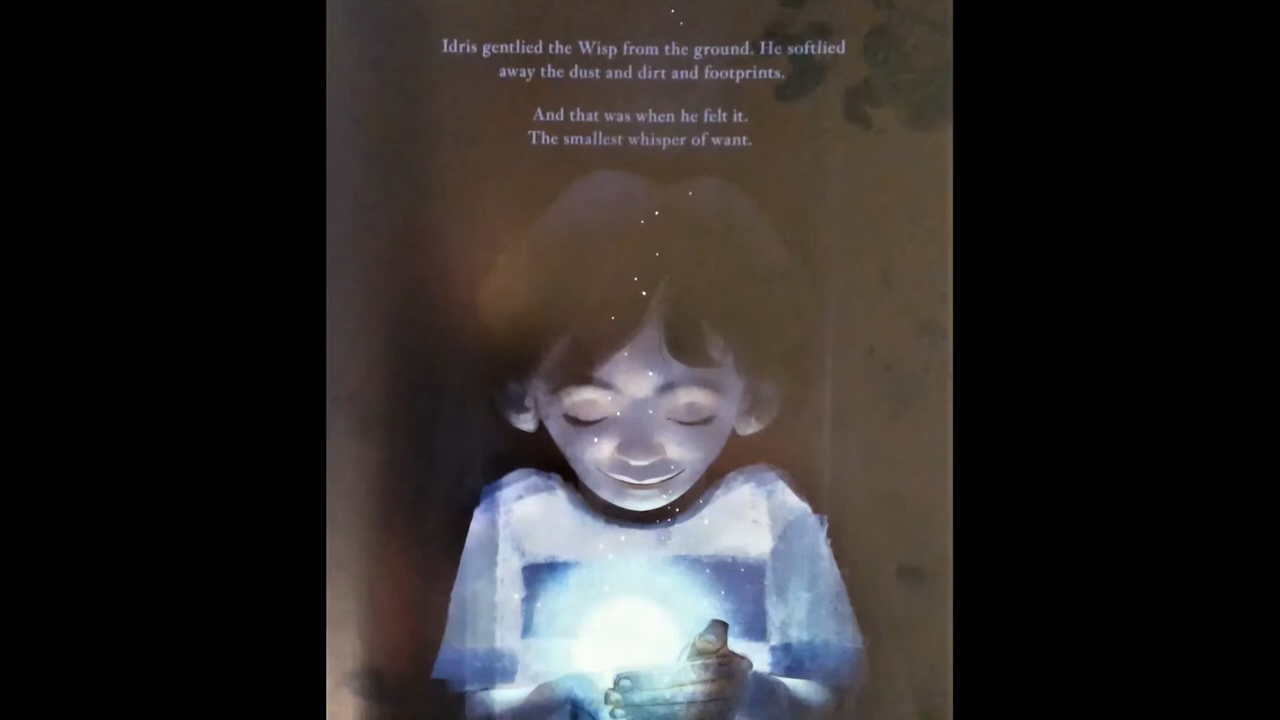 Idris gentlied the Wisp from the ground. He softlied
away the dust and dirt and footprints.
And that was when he felt it.
The smallest whisper of want.